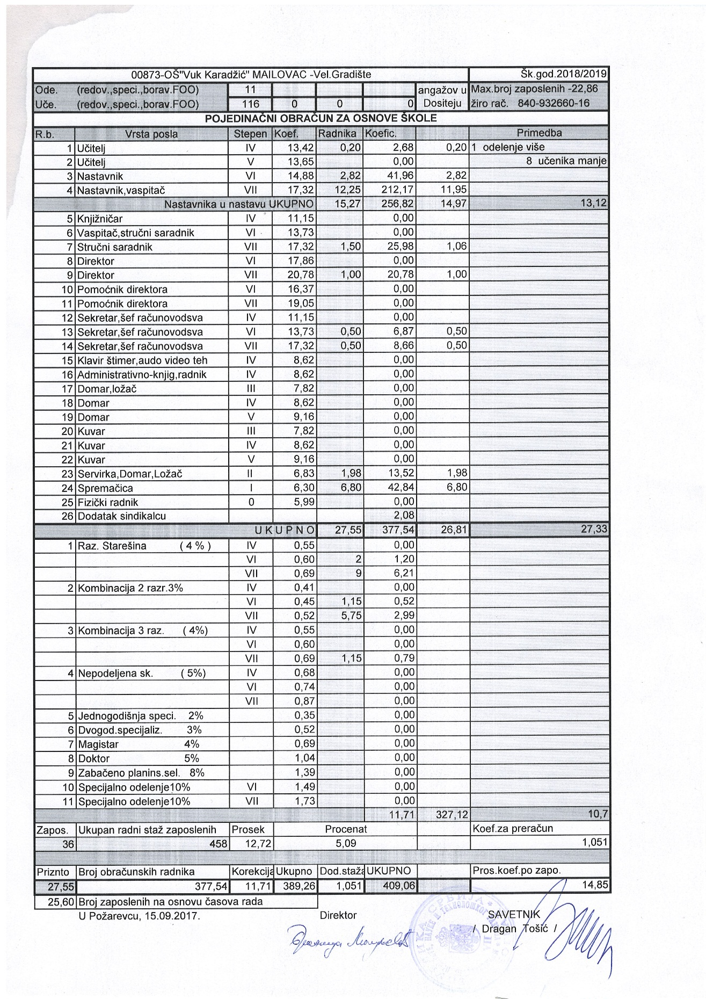 00873-OŠ"Vuk Karadžić" MAILOVAC -Vel.Gradište Šk.god.2018/2019
Ode. (redov.,speci.,borav.FOO) 11 angažov u Max.broj zaposlenih -22,86
Uče. (redov.,speci.,borav.FOO) 116 0 0 0 Dositeju žiro rač. 840-932660-16
POJEDINAČNI OBRAČUN ZA OSNOVE ŠKOLE
R.b. Vrsta posla Stepen Koef. Radnika Koefic. Primedba
1 Učitelj IV 13,42 0,20 2,68 0,20 1 odelenje više
2 Učitelj V 13,65 0,00 8 učenika manje
3 Nastavnik VI 14,88 2,82 41,96 2,82
4 Nastavnik,vaspitač VII 17,32 12,25 212,17 11,95
Nastavnika u nastavu UKUPNO 15,27 256,82 14,97 13,12
5 Knjižničar IV 11,15 0,00
6 Vaspitač,stručni saradnik VI 13,73 0,00
7 Stručni saradnik VII 17,32 1,50 25,98 1,06
8 Direktor VI 17,86 0,00
9 Direktor VII 20,78 1,00 20,78 1,00
10 Pomoćnik direktora VI 16,37 0,00
11 Pomoćnik direktora VII 19,05 0,00
12 Sekretar,šef računovodsva IV 11,15 0,00
13 Sekretar,šef računovodsva VI 13,73 0,50 6,87 0,50
14 Sekretar,šef računovodsva VII 17,32 0,50 8,66 0,50
15 Klavir štimer,audo video teh IV 8,62 0,00
16 Administrativno-knjig,radnik IV 8,62 0,00
17 Domar,ložač III 7,82 0,00
18 Domar IV 8,62 0,00
19 Domar V 9,16 0,00
20 Kuvar III 7,82 0,00
21 Kuvar IV 8,62 0,00
22 Kuvar V 9,16 0,00
23 Servirka,Domar,Ložač II 6,83 1,98 13,52 1,98
24 Spremačica I 6,30 6,80 42,84 6,80
25 Fizički radnik 0 5,99 0,00
26 Dodatak sindikalcu 2,08
U K U P N O 27,55 377,54 26,81 27,33
1 Raz. Starešina ( 4 % ) IV 0,55 0,00
VI 0,60 2 1,20
VII 0,69 9 6,21
2 Kombinacija 2 razr.3% IV 0,41 0,00
VI 0,45 1,15 0,52
VII 0,52 5,75 2,99
3 Kombinacija 3 raz. ( 4%) IV 0,55 0,00
VI 0,60 0,00
VII 0,69 1,15 0,79
4 Nepodeljena sk. ( 5%) IV 0,68 0,00
VI 0,74 0,00
VII 0,87 0,00
5 Jednogodišnja speci. 2% 0,35 0,00
6 Dvogod.specijaliz. 3% 0,52 0,00
7 Magistar 4% 0,69 0,00
8 Doktor 5% 1,04 0,00
9 Zabačeno planins.sel. 8% 1,39 0,00
10 Specijalno odelenje10% VI 1,49 0,00
11 Specijalno odelenje10% VII 1,73 0,00
11,71 327,12 10,7
Zapos. Ukupan radni staž zaposlenih Prosek Procenat Koef.za preračun
36 458 12,72 5,09 1,051
Priznto Broj obračunskih radnika Korekcija Ukupno Dod.staža UKUPNO Pros.koef.po zapo.
27,55 377,54 11,71 389,26 1,051 409,06 14,85
25,60 Broj zaposlenih na osnovu časova rada
U Požarevcu, 15.09.2017. Direktor SAVETNIK
/ Dragan Tošić /